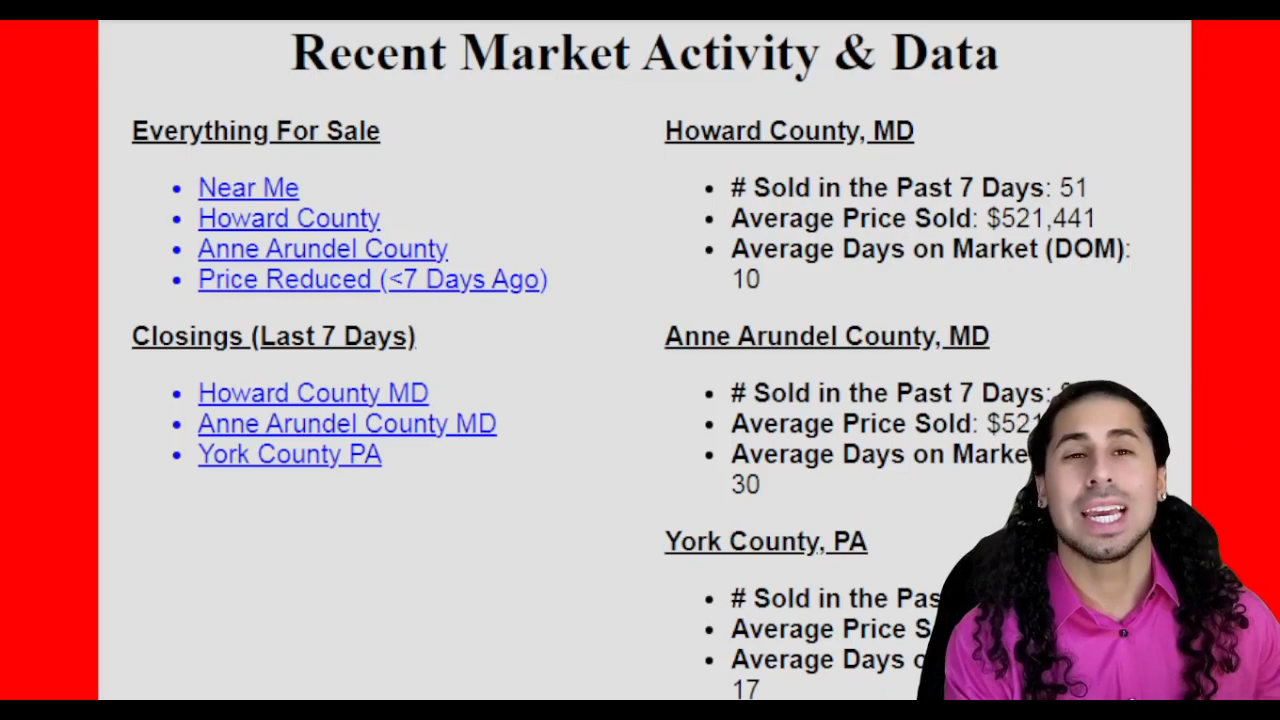 Recent Market Activity & Data
Everything For Sale
Near Me
Howard County
Anne Arundel County
Price Reduced (<7 Days Ago)
Closings (Last 7 Days)
Howard County MD
Anne Arundel County MD
York County PA
Howard County, MD
# Sold in the Past 7 Days: 51
Average Price Sold: $521,441
Average Days on Market (DOM):
10
Anne Arundel County, MD
# Sold in the Past 7 Days:
Average Price Sold: $521
Average Days on Marke
30
York County, PA
# Sold in the Pas
Average Price S
Average Days
17